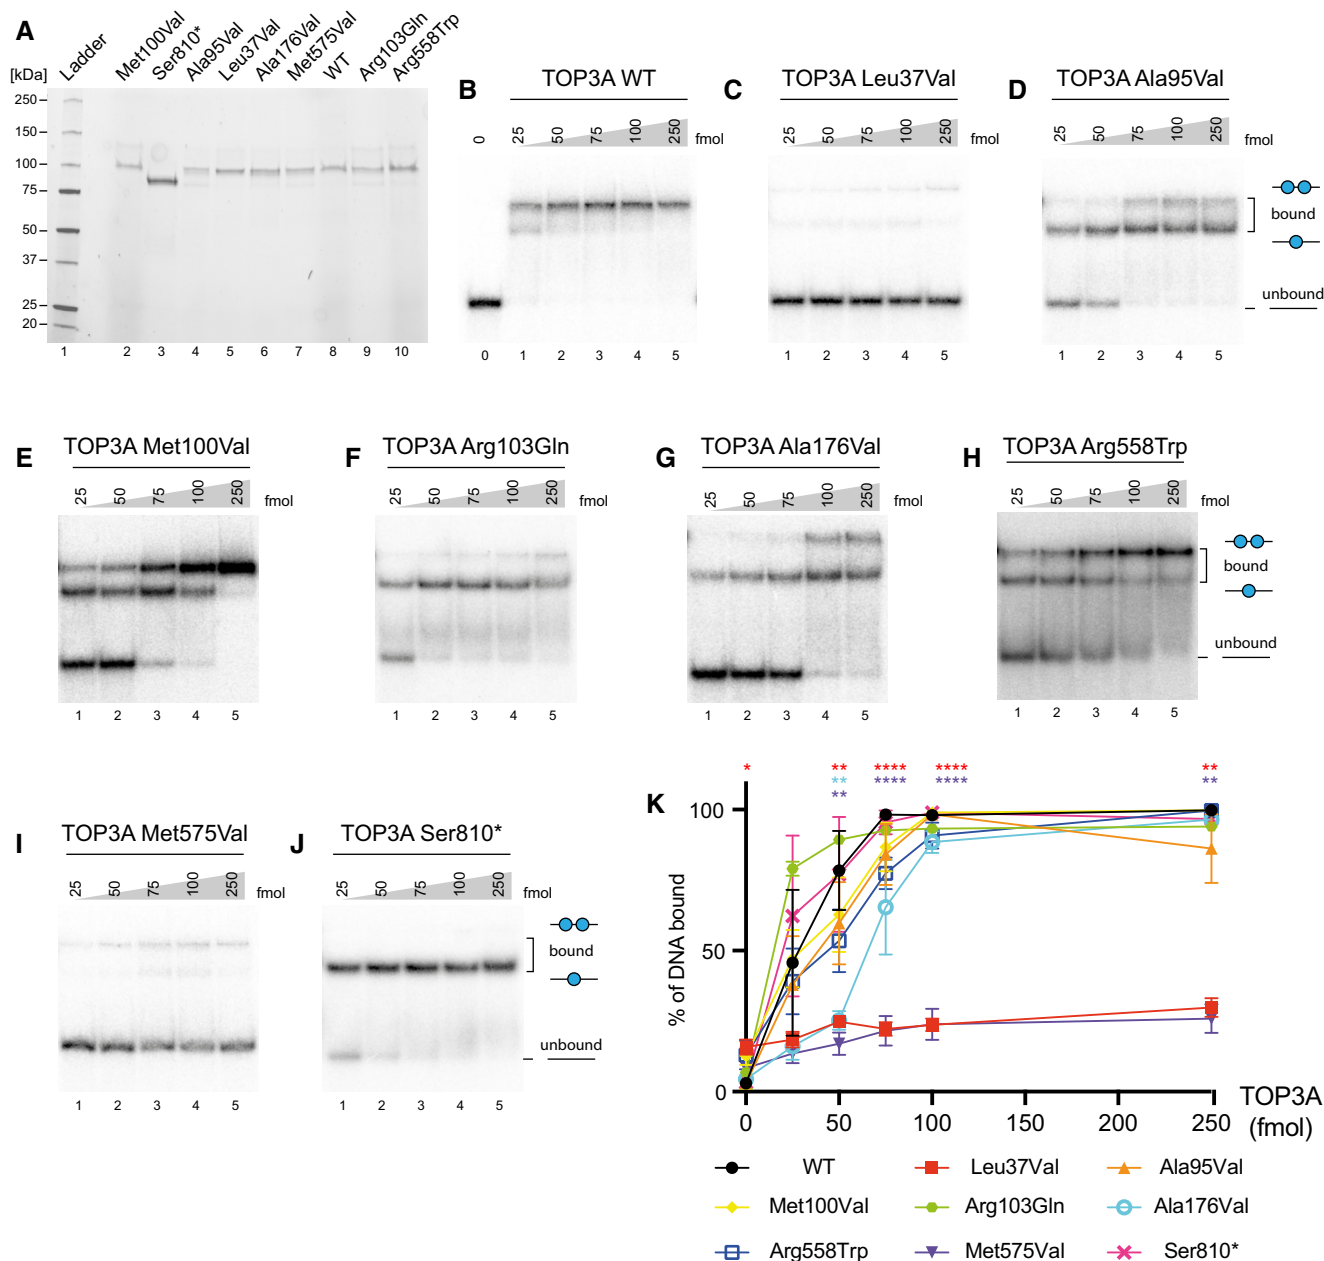 A
Ladder
Met100Val
Ser810*
Ala95Val
Leu37Val
Ala176Val
Met575Val
WT
Arg103Gln
Arg558Trp
[kDa]
250
150
100
75
50
37
25
20
1 2 3 4 5 6 7 8 9 10
B
TOP3A WT
0 25 50 75 100 250 fmol
0 1 2 3 4 5
C
TOP3A Leu37Val
25 50 75 100 250 fmol
1 2 3 4 5
D
TOP3A Ala95Val
25 50 75 100 250
bound
unbound
1 2 3 4 5
E
TOP3A Met100Val
25 50 75 100 250 fmol
1 2 3 4 5
F
TOP3A Arg103Gln
25 50 75 100 250 fmol
1 2 3 4 5
G
TOP3A Ala176Val
25 50 75 100 250 fmol
1 2 3 4 5
H
TOP3A Arg558Trp
25 50 75 100 250
bound
unbound
1 2 3 4 5
I
TOP3A Met575Val
25 50 75 100 250 fmol
1 2 3 4 5
J
TOP3A Ser810*
25 50 75 100 250
bound
unbound
1 2 3 4 5
K
* ** **** **** **
** **** **** **
**
% of DNA bound
100
50
0
0 50 100 150 200 250
TOP3A
(fmol)
WT Leu37Val Ala95Val
Met100Val Arg103Gln Ala176Val
Arg558Trp Met575Val Ser810*